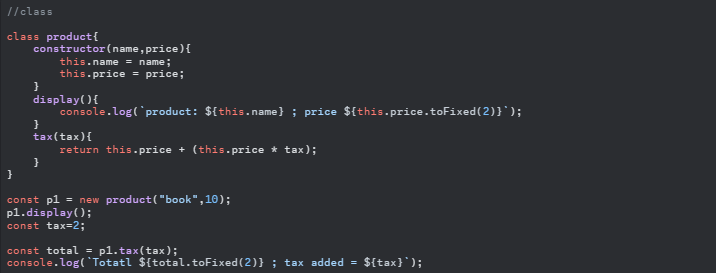 //class

class product{
    constructor(name,price){
        this.name = name;
        this.price = price;
    }
    display(){
        console.log(`product: ${this.name} ; price ${this.price.toFixed(2)}`);
    }
    tax(tax){
        return this.price + (this.price * tax);
    }
}

const p1 = new product("book",10);
p1.display();
const tax=2;

const total = p1.tax(tax);
console.log(`Totatl ${total.toFixed(2)} ; tax added = ${tax}`);